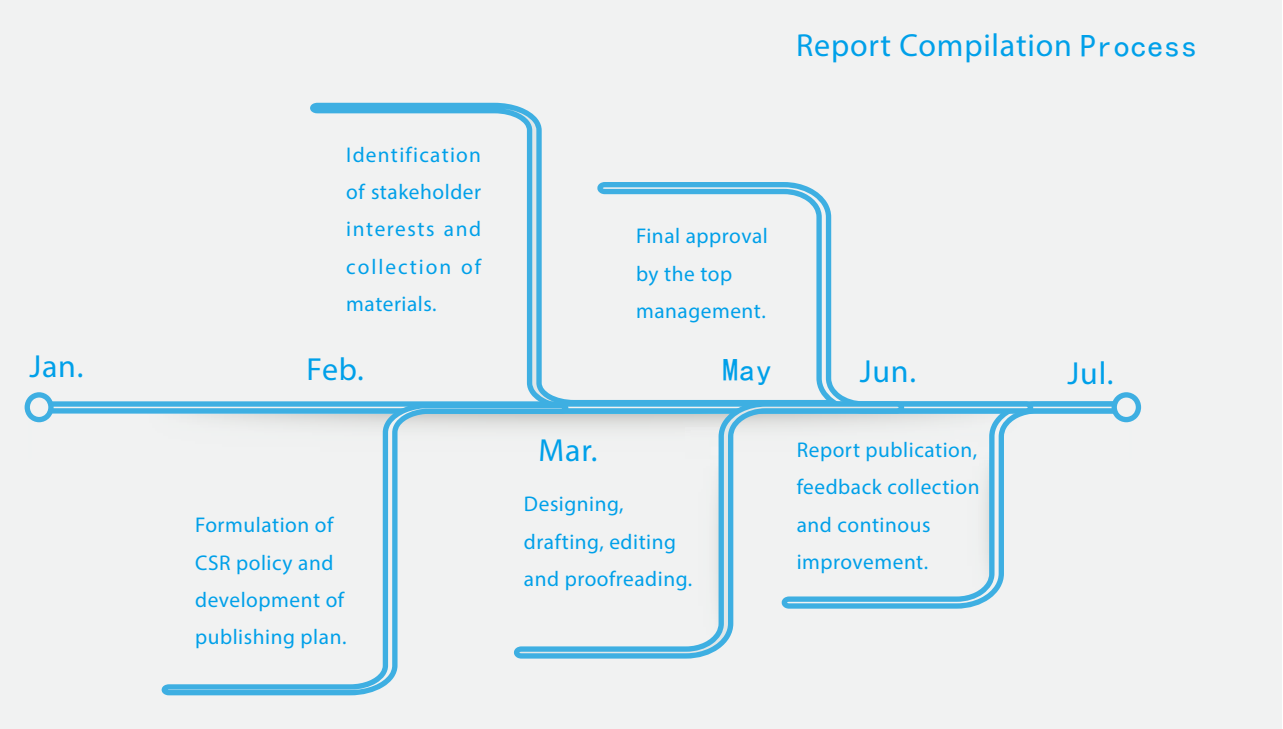 Report Compilation Process
Identification
of stakeholder
interests and
collection of
materials.
Final approval
by the top
management.
Jan.
Feb.
May
Jun.
Jul.
Mar.
Formulation of
CSR policy and
development of
publishing plan.
Designing,
drafting, editing
and proofreading.
Report publication,
feedback collection
and continous
improvement.